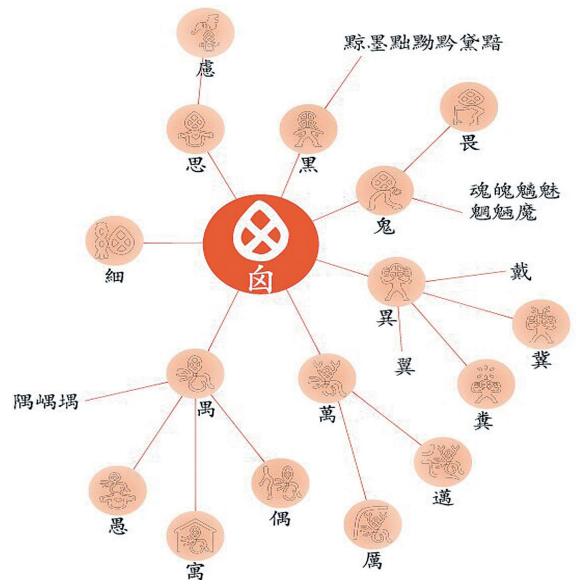 慮
黥墨黜黝黔黛黯
思
黑
畏
鬼
魂魄魑魅
魍魎魔
細
囟
異
戴
冀
翼
糞
禺
萬
隅嵎堣
愚
寓
偶
邁
厲